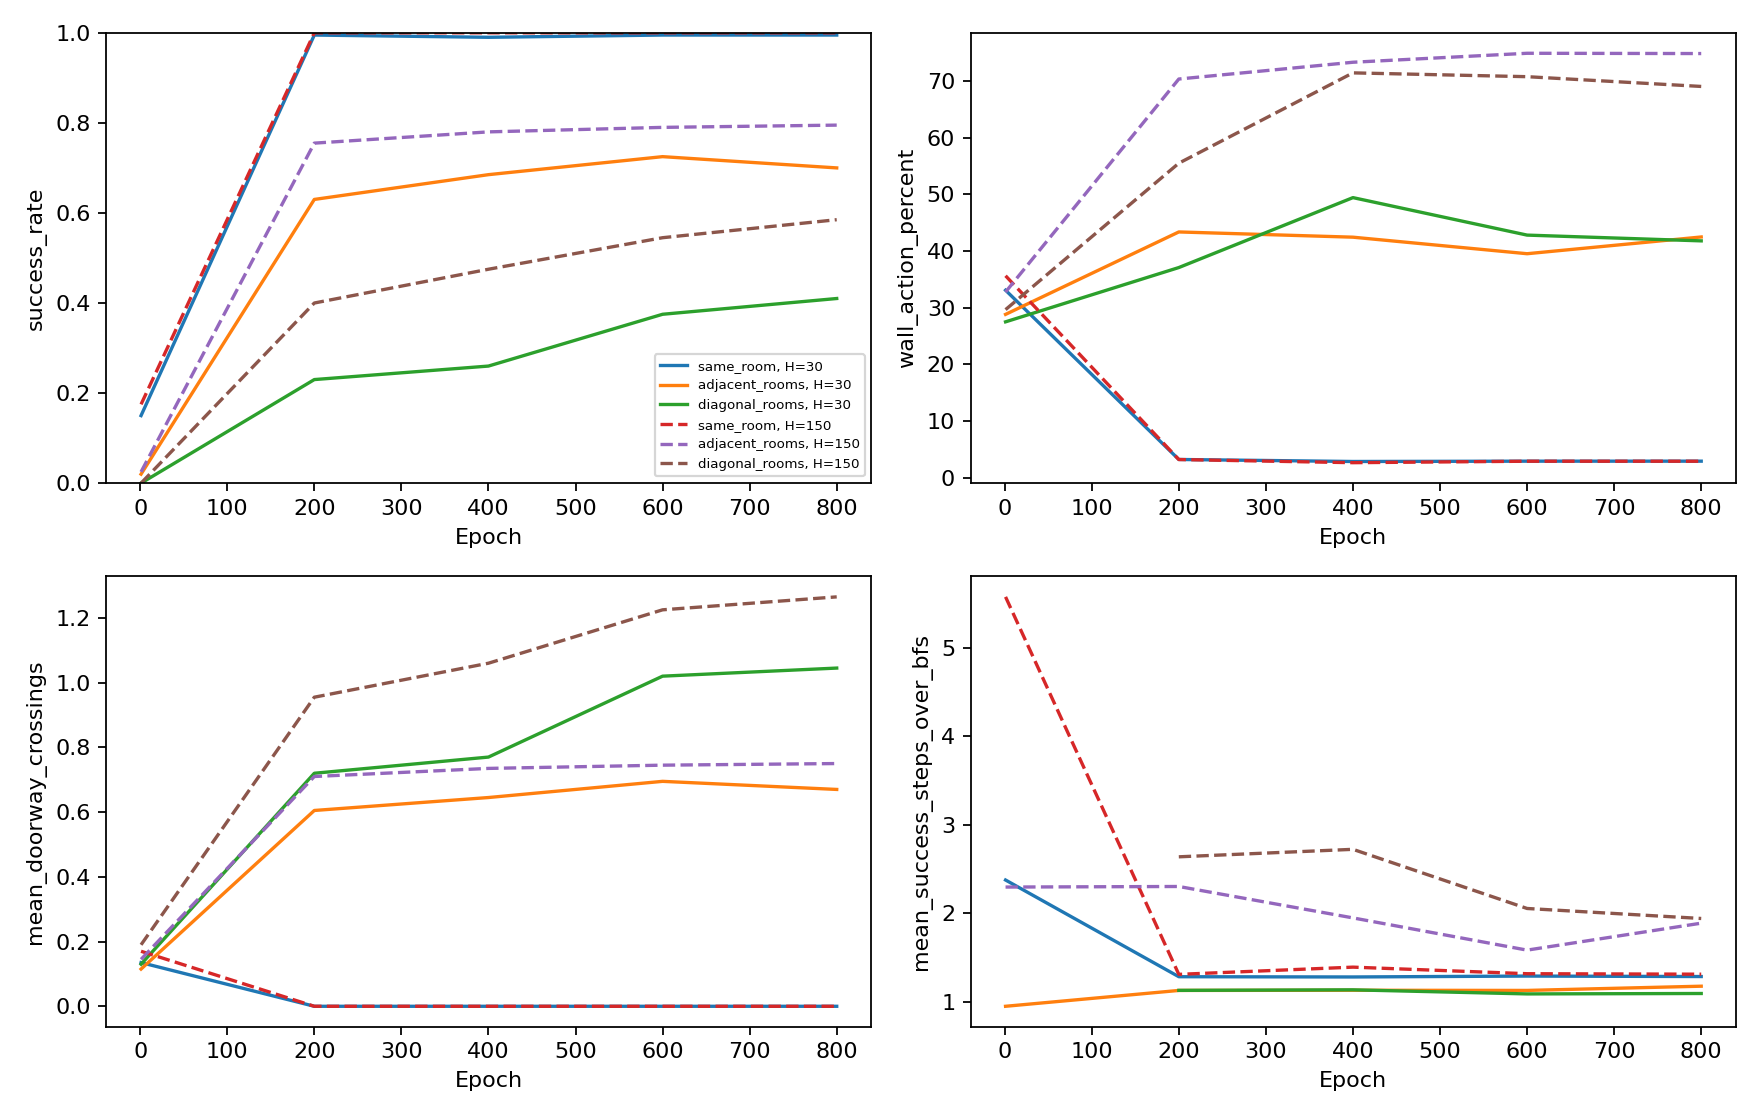 success_rate
1.0
0.8
0.6
0.4
0.2
0.0
same_room, H=30
adjacent_rooms, H=30
diagonal_rooms, H=30
same_room, H=150
adjacent_rooms, H=150
diagonal_rooms, H=150
0 100 200 300 400 500 600 700 800
Epoch
wall_action_percent
70
60
50
40
30
20
10
0
0 100 200 300 400 500 600 700 800
Epoch
mean_doorway_crossings
1.2
1.0
0.8
0.6
0.4
0.2
0.0
0 100 200 300 400 500 600 700 800
Epoch
mean_success_steps_over_bfs
5
4
3
2
1
0 100 200 300 400 500 600 700 800
Epoch